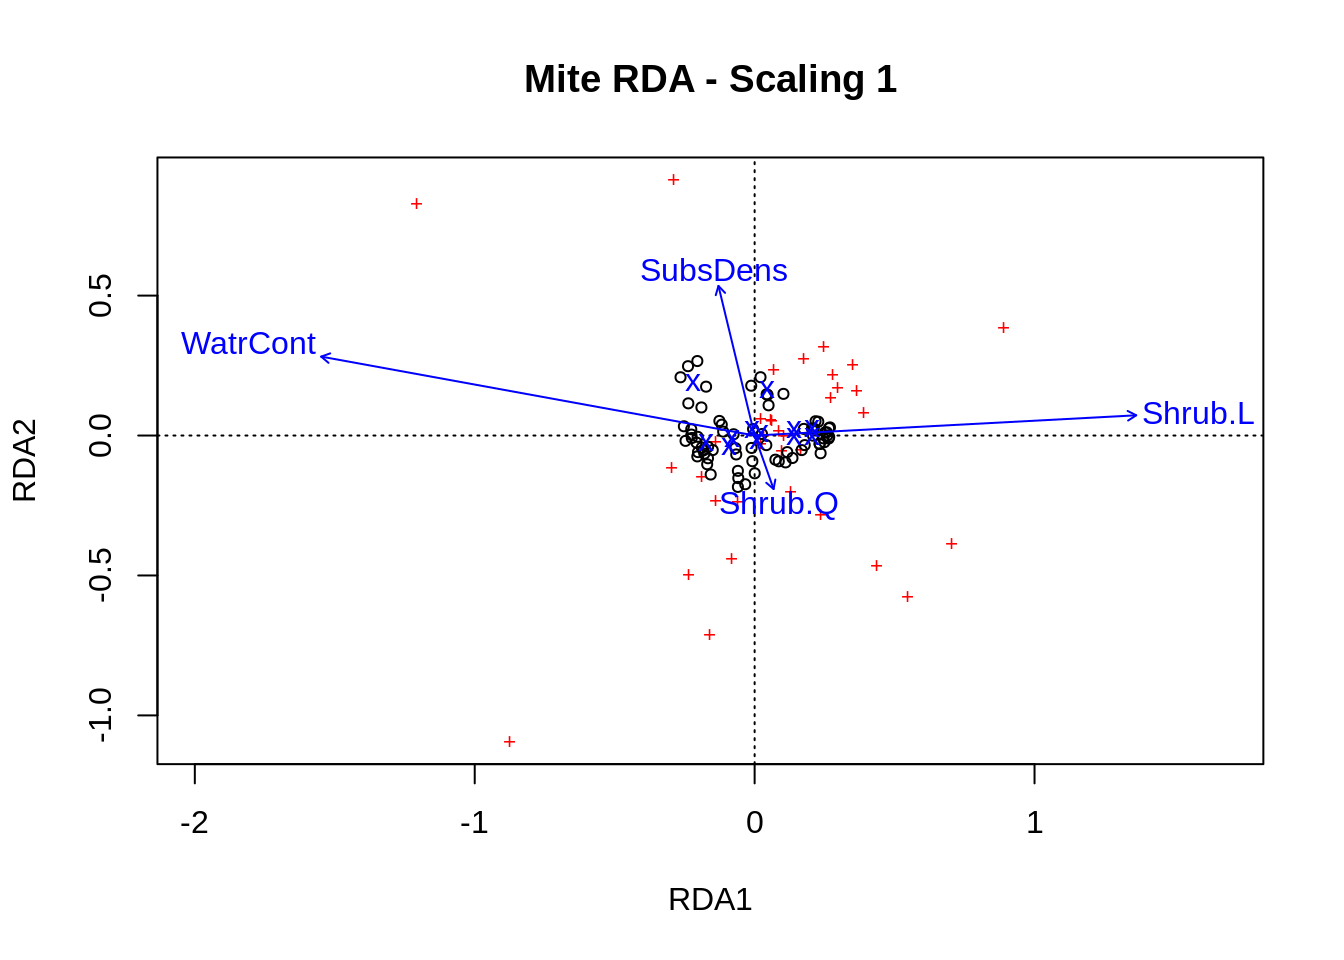 Mite RDA - Scaling 1
SubsDens
WatrCont
Shrub.L
Shrub.Q
0.5
0.0
-0.5
-1.0
RDA2
-2
-1
0
1
RDA1